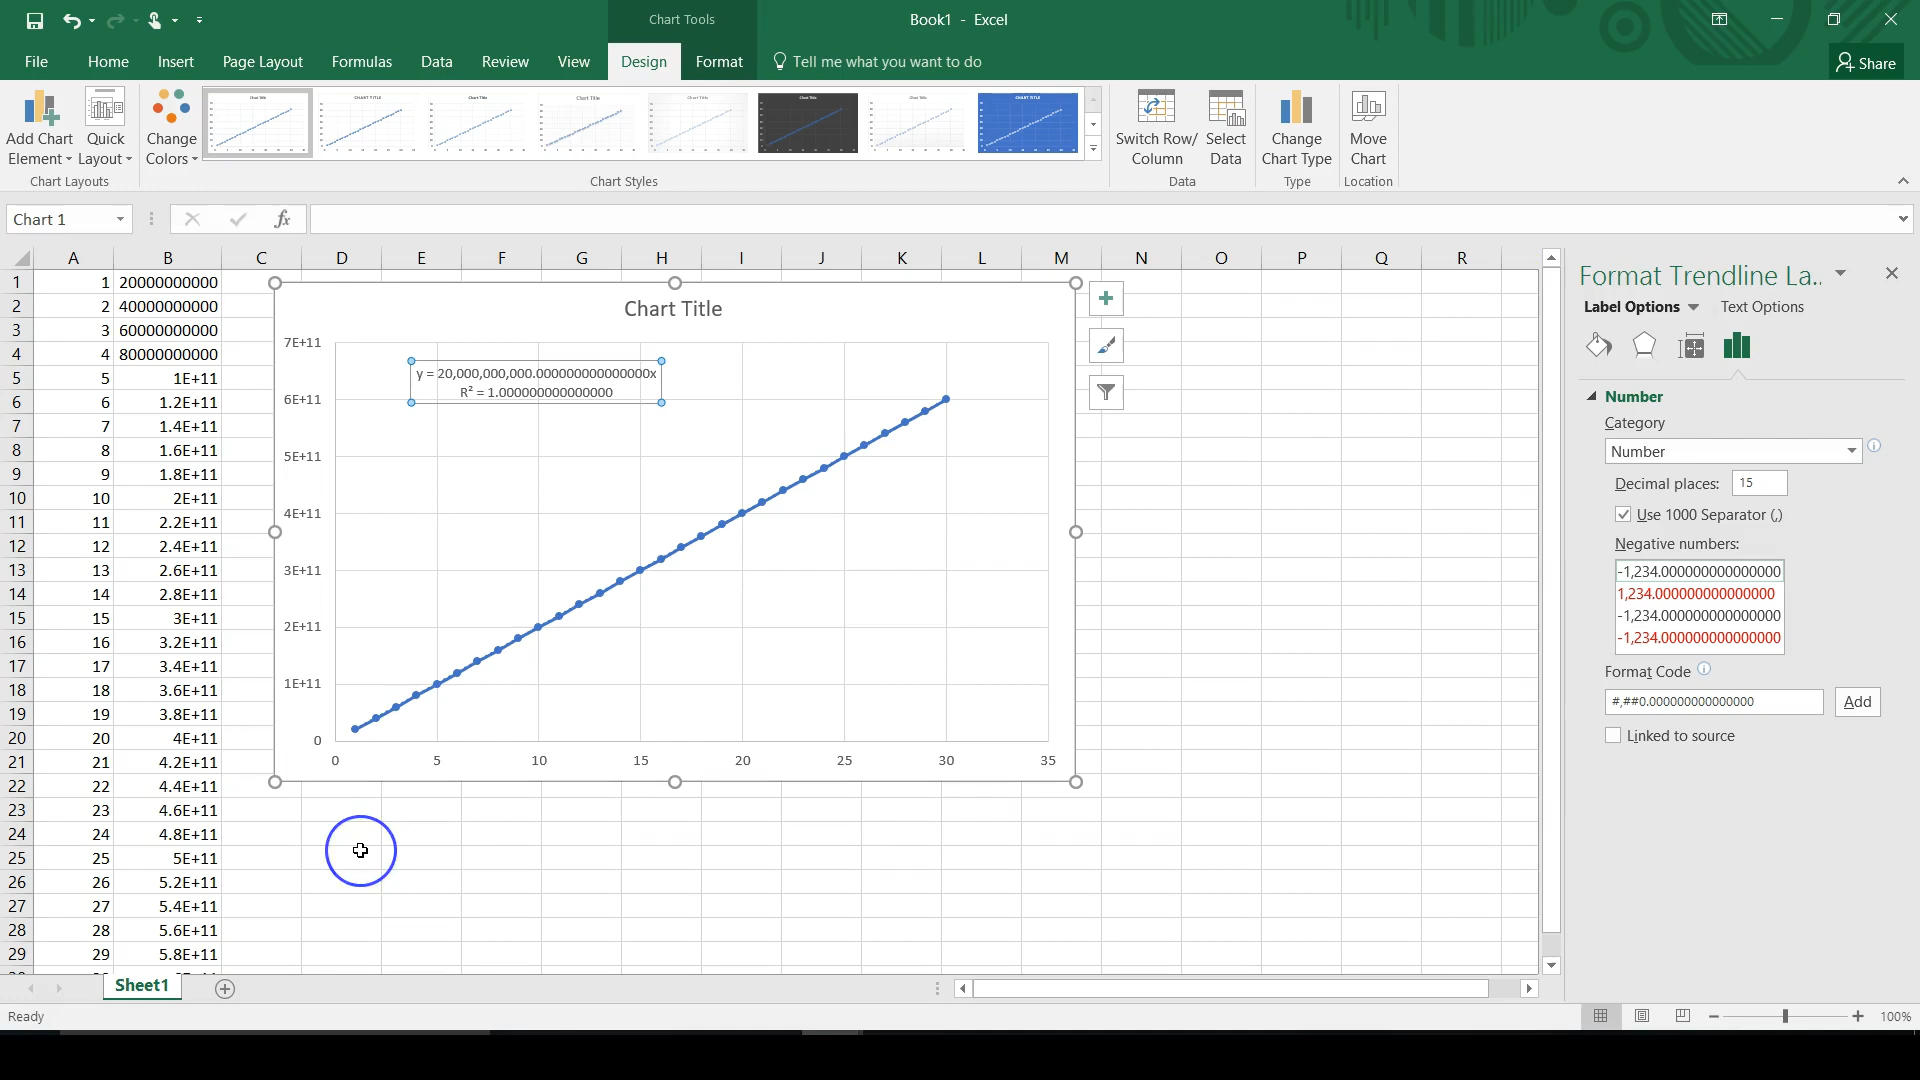 Chart Tools
Book1 - Excel
File Home Insert Page Layout Formulas Data Review View Design Format Tell me what you want to do Share
Add Chart Element Quick Layout
Chart Layouts
Change Colors
Chart Styles
Switch Row/ Column Select Data
Data
Change Chart Type
Type
Move Chart
Location
Chart 1
fx
A B C D E F G H I J K L M N O P Q R
1 1 20000000000
2 2 40000000000
3 3 60000000000
4 4 80000000000
5 5 1E+11
6 6 1.2E+11
7 7 1.4E+11
8 8 1.6E+11
9 9 1.8E+11
10 10 2E+11
11 11 2.2E+11
12 12 2.4E+11
13 13 2.6E+11
14 14 2.8E+11
15 15 3E+11
16 16 3.2E+11
17 17 3.4E+11
18 18 3.6E+11
19 19 3.8E+11
20 20 4E+11
21 21 4.2E+11
22 22 4.4E+11
23 23 4.6E+11
24 24 4.8E+11
25 25 5E+11
26 26 5.2E+11
27 27 5.4E+11
28 28 5.6E+11
29 29 5.8E+11
Chart Title
y = 20,000,000,000.000000000000000x
R² = 1.000000000000000
7E+11
6E+11
5E+11
4E+11
3E+11
2E+11
1E+11
0
0 5 10 15 20 25 30 35
Format Trendline La..
Label Options Text Options
Number
Category
Number
Decimal places: 15
Use 1000 Separator (,)
Negative numbers:
-1,234.000000000000000
1,234.000000000000000
-1,234.000000000000000
-1,234.000000000000000
Format Code
#,##0.000000000000000
Add
Linked to source
Sheet1
Ready
100%